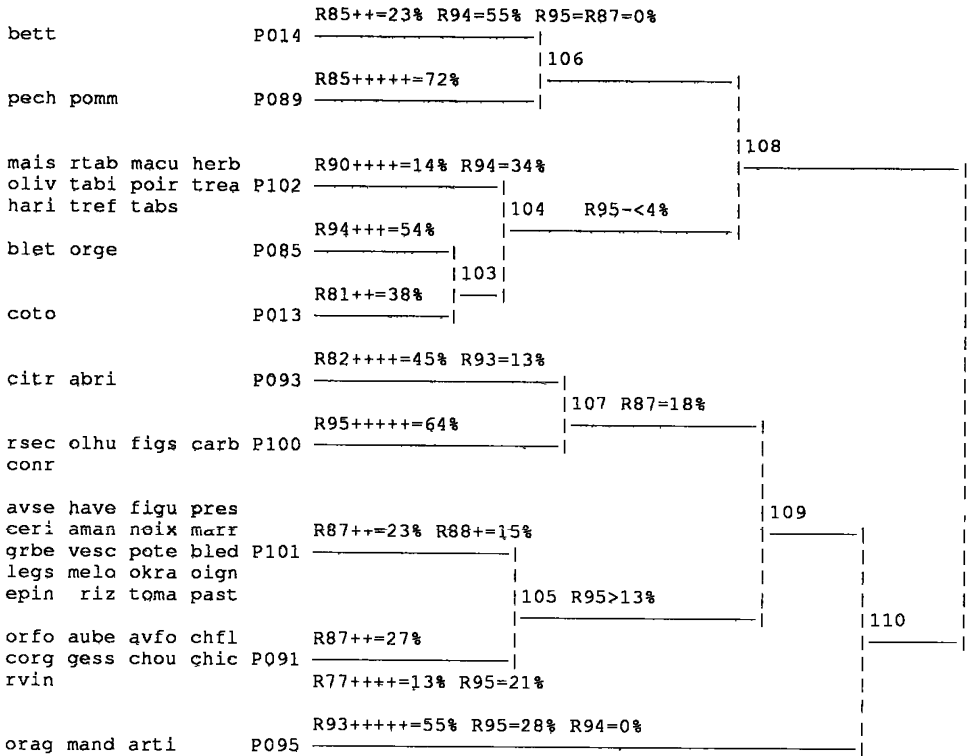 R85++=23% R94=55% R95=R87=0%
bett P014
106
R85+++++=72%
pech pomm P089
108
mais rtab macu herb R90++++=14% R94=34%
oliv tabi poir trea P102
hari tref tabs 104 R95-<4%
R94+++=54%
blet orge P085
103
R81++=38%
coto P013
R82++++=45% R93=13%
citr abri P093
107 R87=18%
R95+++++=64%
rsec olhu figs carb P100
conr
avse have figu pres
ceri aman noix marr R87++=23% R88+=15% 109
grbe vesc pote bled P101
legs melo okra oign
epin riz toma past 105 R95>13%
110
orfo aube avfo chfl R87++=27%
corg gess chou chic P091
rvin R77++++=13% R95=21%
R93+++++=55% R95=28% R94=0%
orag mand arti P095